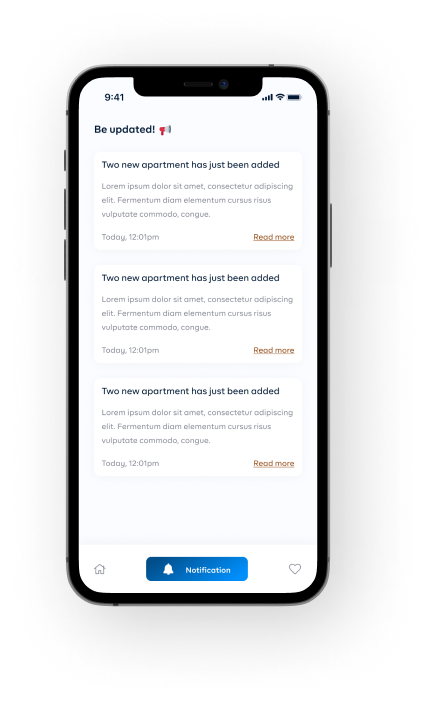 9:41
Be updated!
Two new apartment has just been added
Lorem ipsum dolor sit amet, consectetur adipiscing
elit. Fermentum diam elementum cursus risus
vulputate commodo, congue.
Today, 12:01pm Read more
Two new apartment has just been added
Lorem ipsum dolor sit amet, consectetur adipiscing
elit. Fermentum diam elementum cursus risus
vulputate commodo, congue.
Today, 12:01pm Read more
Two new apartment has just been added
Lorem ipsum dolor sit amet, consectetur adipiscing
elit. Fermentum diam elementum cursus risus
vulputate commodo, congue.
Today, 12:01pm Read more
Notification